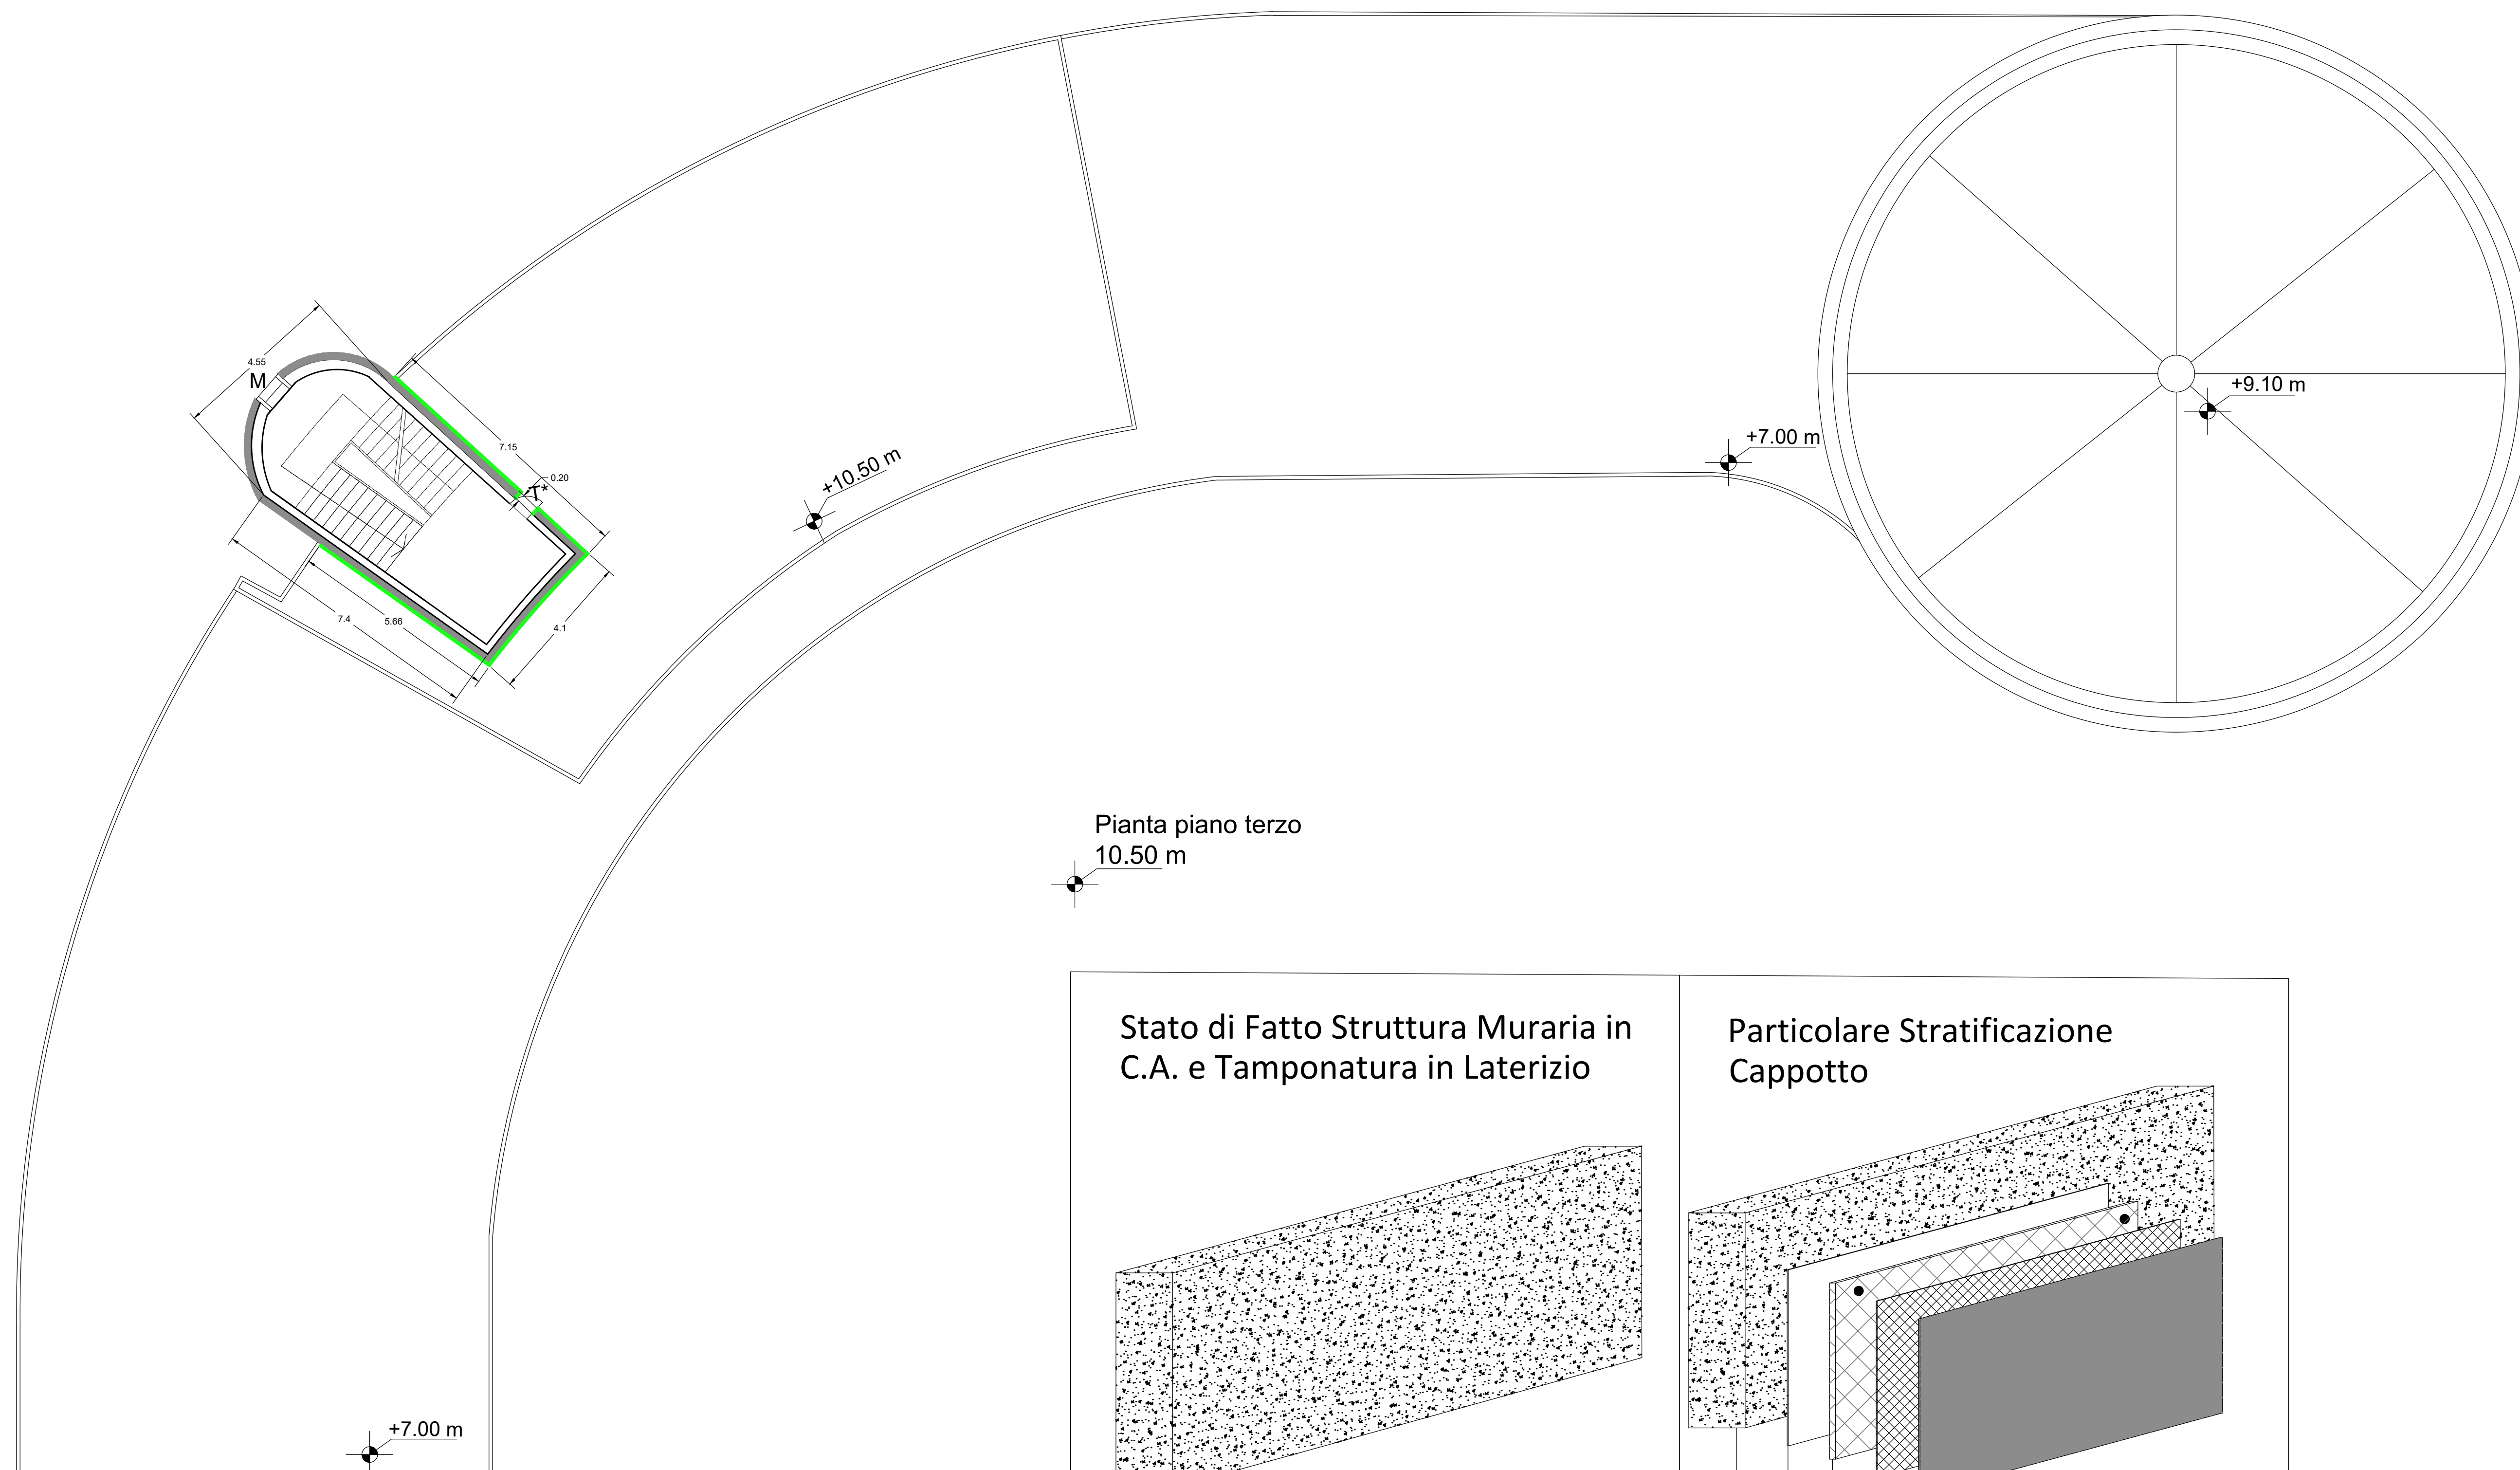 4.55
M
7.15
0.20
T*
+10.50 m
+7.00 m
+9.10 m
7.4
5.66
4.1
Pianta piano terzo
10.50 m
Stato di Fatto Struttura Muraria in
C.A. e Tamponatura in Laterizio
Particolare Stratificazione
Cappotto
+7.00 m